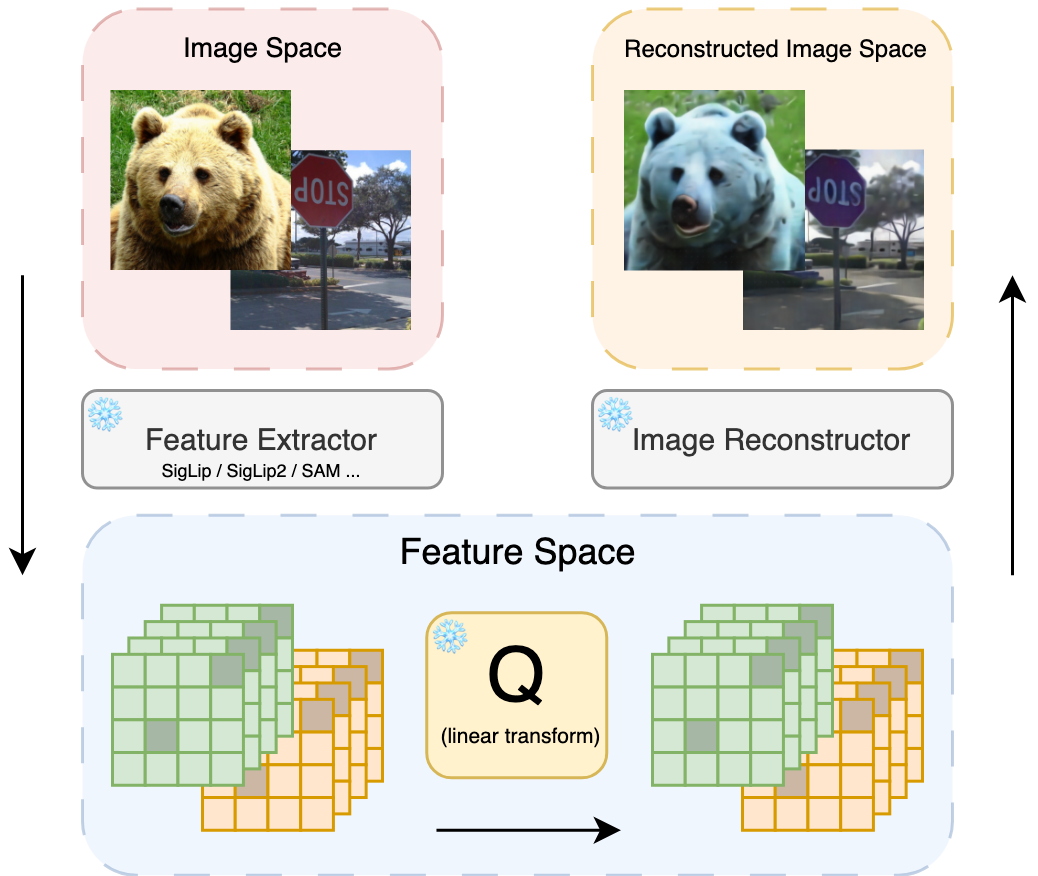 Image Space
Reconstructed Image Space
STOP
STOP
Feature Extractor
SigLip / SigLip2 / SAM ...
Image Reconstructor
Feature Space
Q
(linear transform)